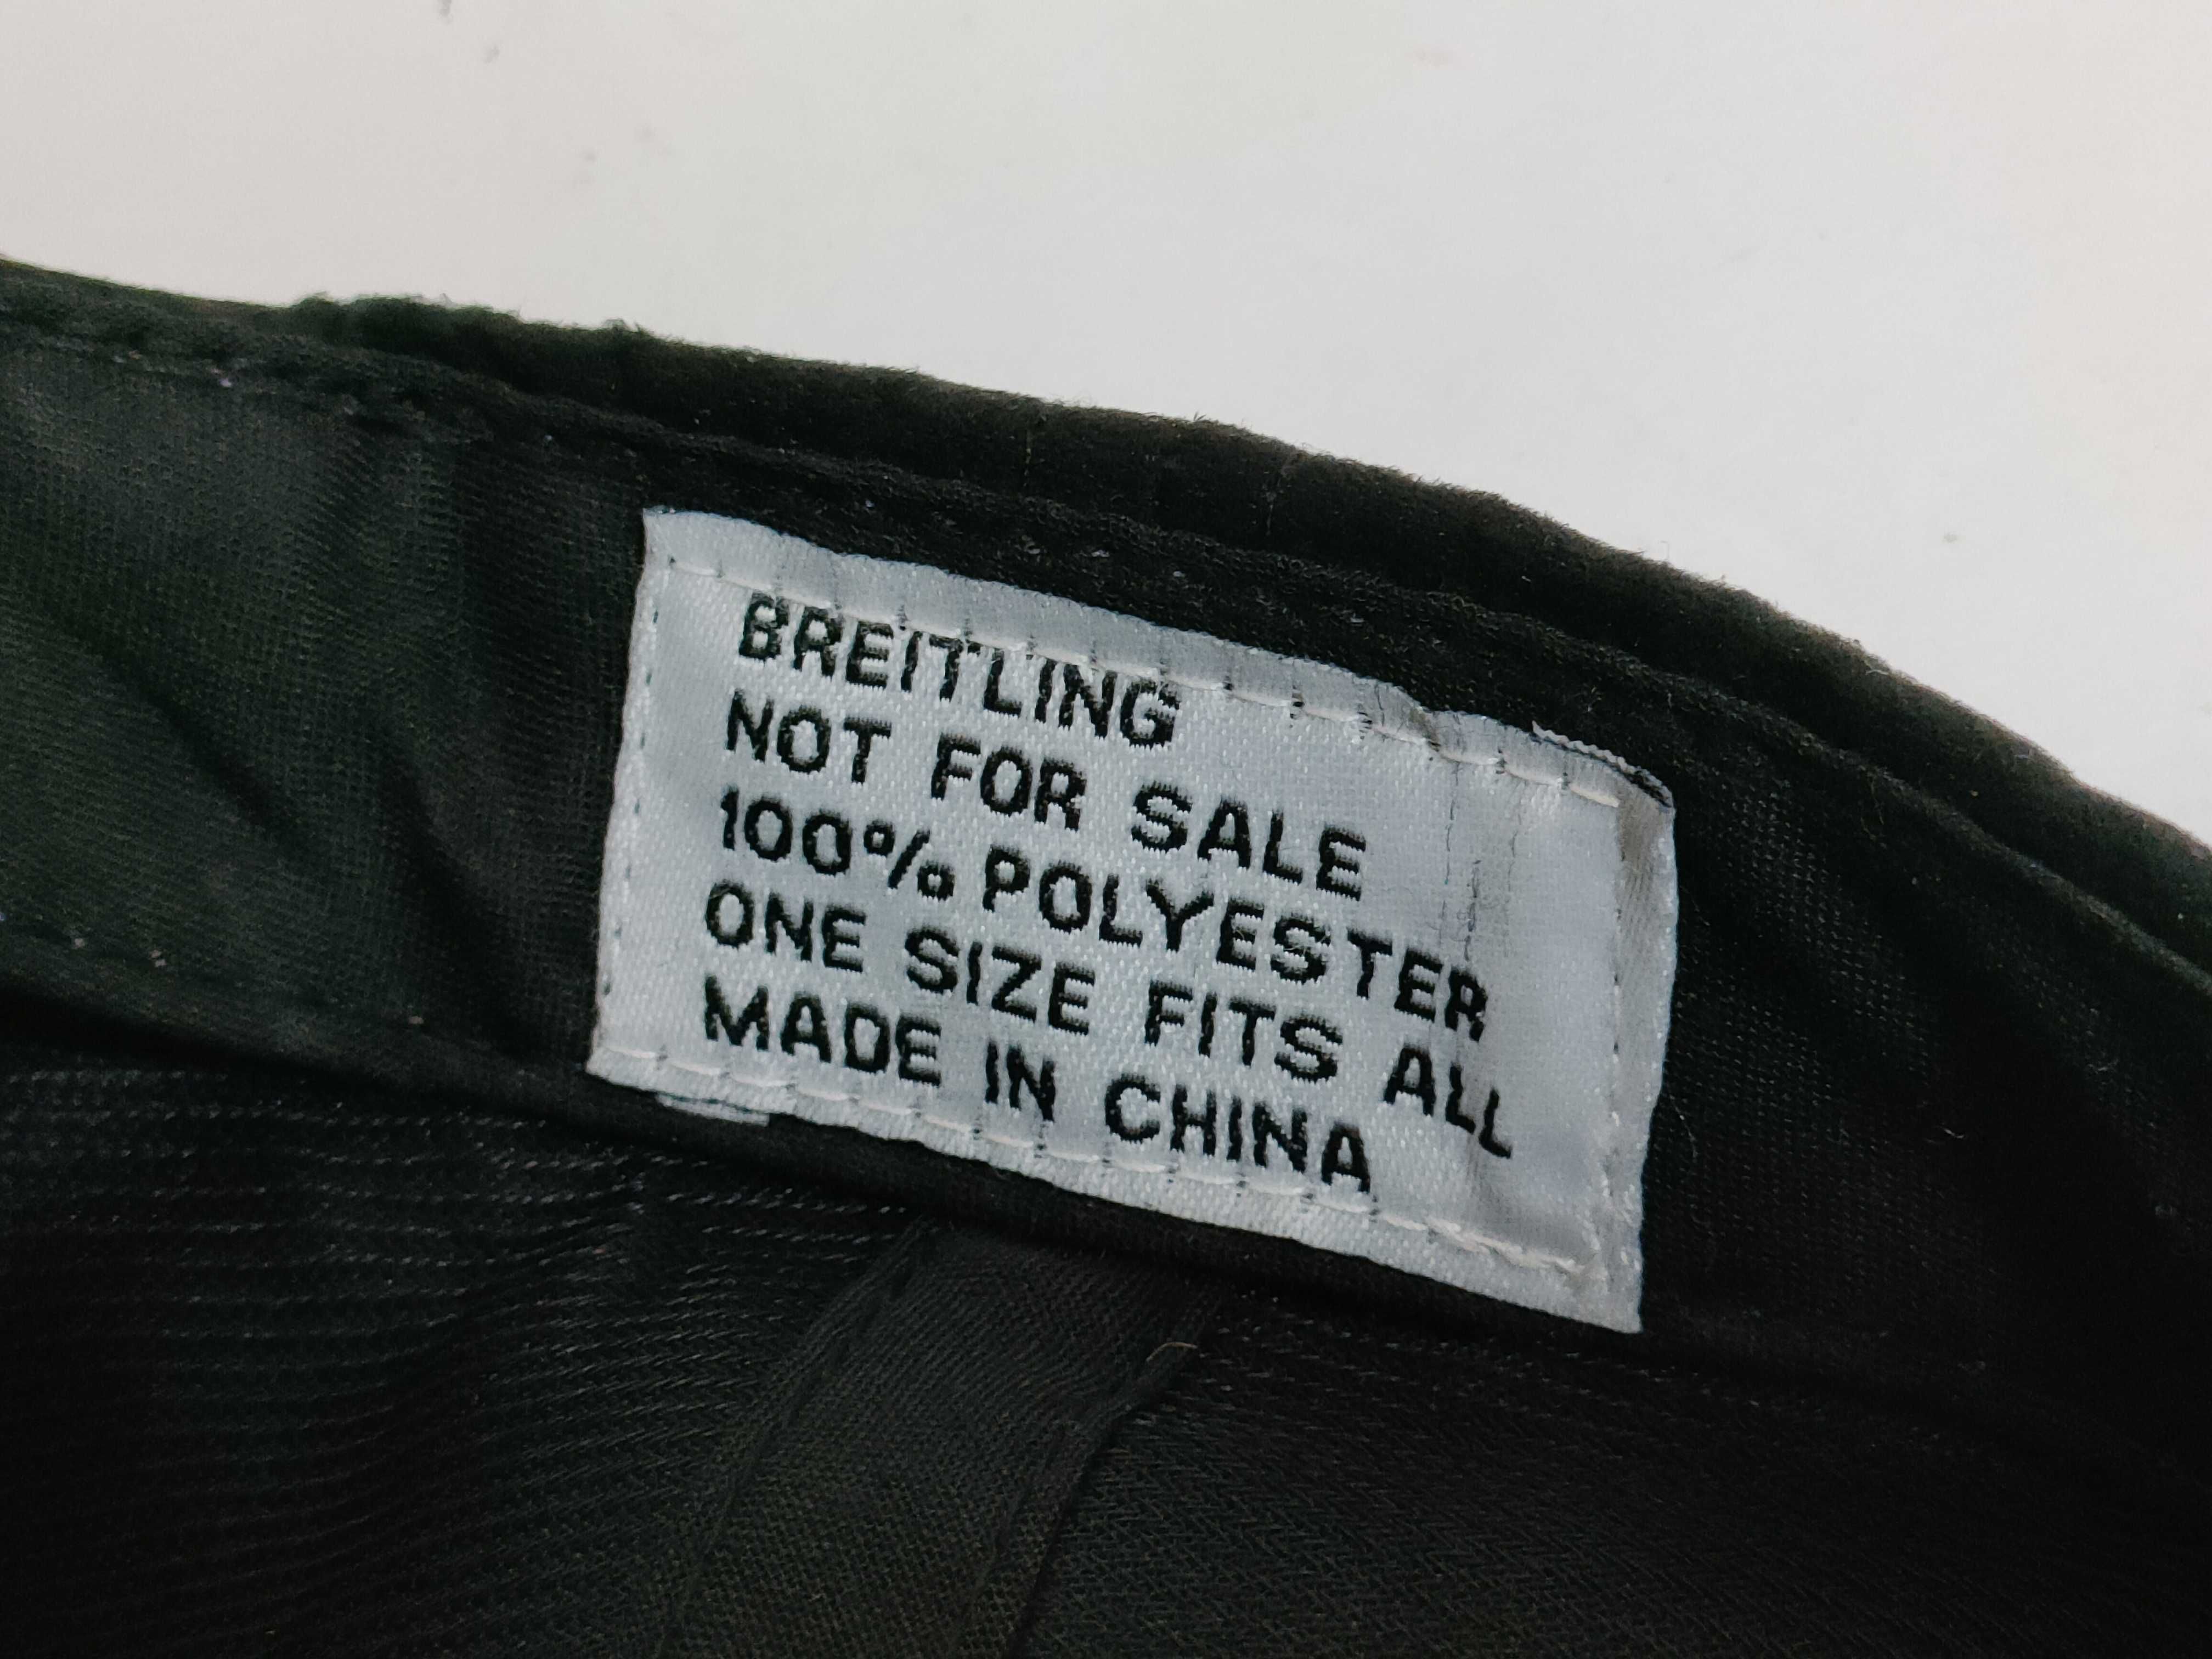 BREITLING
NOT FOR SALE
100% POLYESTER
ONE SIZE FITS ALL
MADE IN CHINA